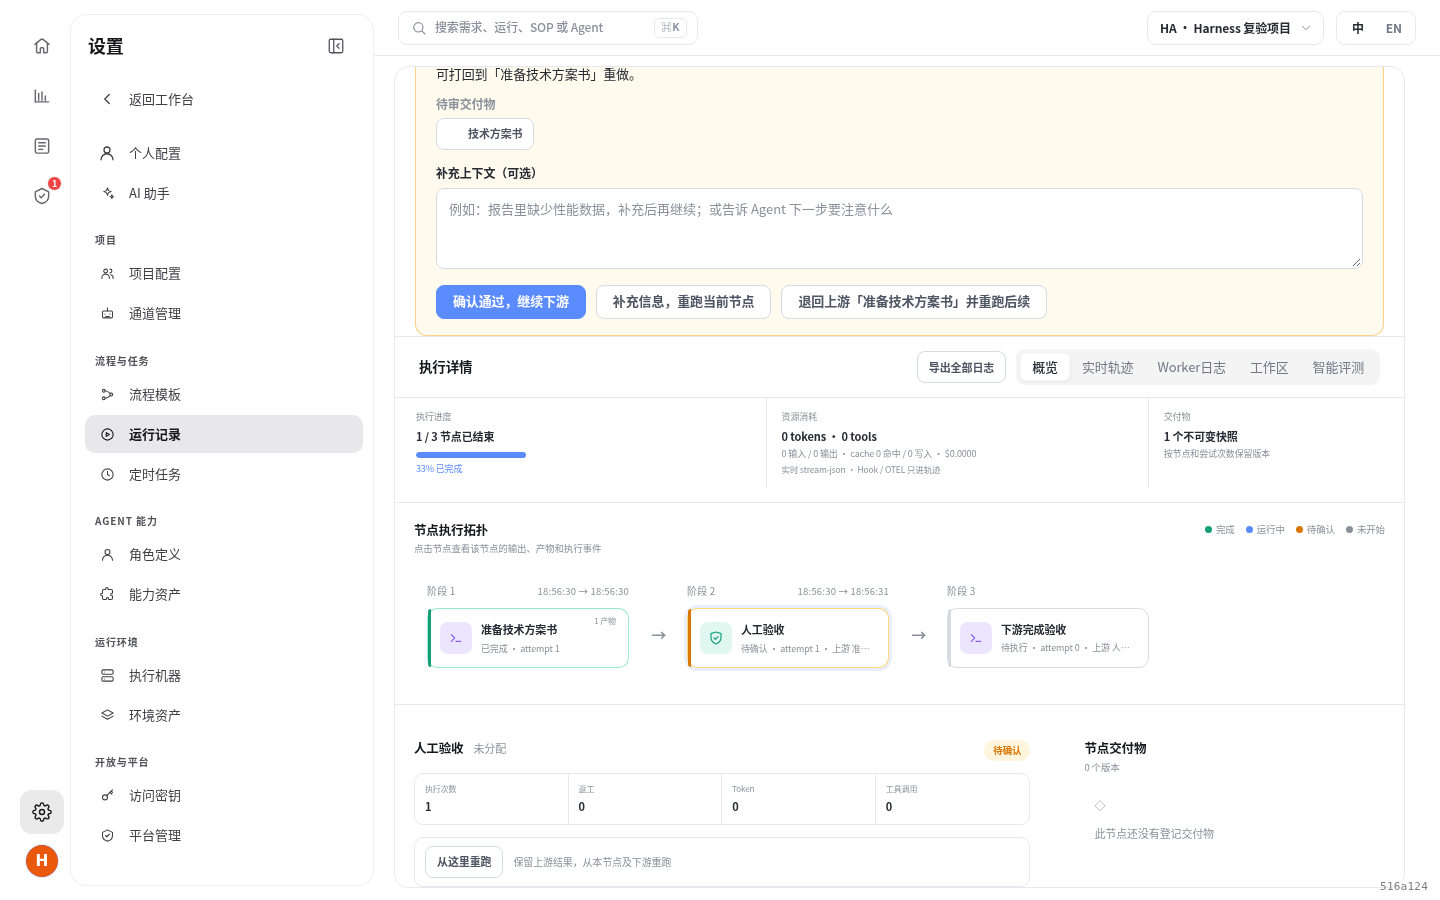 设置
返回工作台
个人配置
AI 助手
项目
项目配置
通道管理
流程与任务
流程模板
运行记录
定时任务
AGENT 能力
角色定义
能力资产
运行环境
执行机器
环境资产
开放与平台
访问密钥
平台管理
1
H
搜索需求、运行、SOP 或 Agent
⌘K
HA • Harness 复验项目
中
EN
可打回到「准备技术方案书」重做。
待审交付物
技术方案书
补充上下文（可选）
例如：报告里缺少性能数据，补充后再继续；或告诉 Agent 下一步要注意什么
确认通过，继续下游
补充信息，重跑当前节点
退回上游「准备技术方案书」并重跑后续
执行详情
导出全部日志
概览
实时轨迹
Worker日志
工作区
智能评测
执行进度
1 / 3 节点已结束
33% 已完成
资源消耗
0 tokens • 0 tools
0 输入 / 0 输出 • cache 0 命中 / 0 写入 • $0.0000
实时 stream-json • Hook / OTEL 只进轨迹
交付物
1 个不可变快照
按节点和尝试次数保留版本
节点执行拓扑
点击节点查看该节点的输出、产物和执行事件
完成
运行中
待确认
未开始
阶段 1
18:56:30 → 18:56:30
准备技术方案书
1 产物
已完成 • attempt 1
→
阶段 2
18:56:30 → 18:56:31
人工验收
待确认 • attempt 1 • 上游 准…
→
阶段 3
下游完成验收
待执行 • attempt 0 • 上游 人…
人工验收 未分配
待确认
执行次数
1
返工
0
Token
0
工具调用
0
从这里重跑
保留上游结果，从本节点及下游重跑
节点交付物
0 个版本
◇
此节点还没有登记交付物
516a124